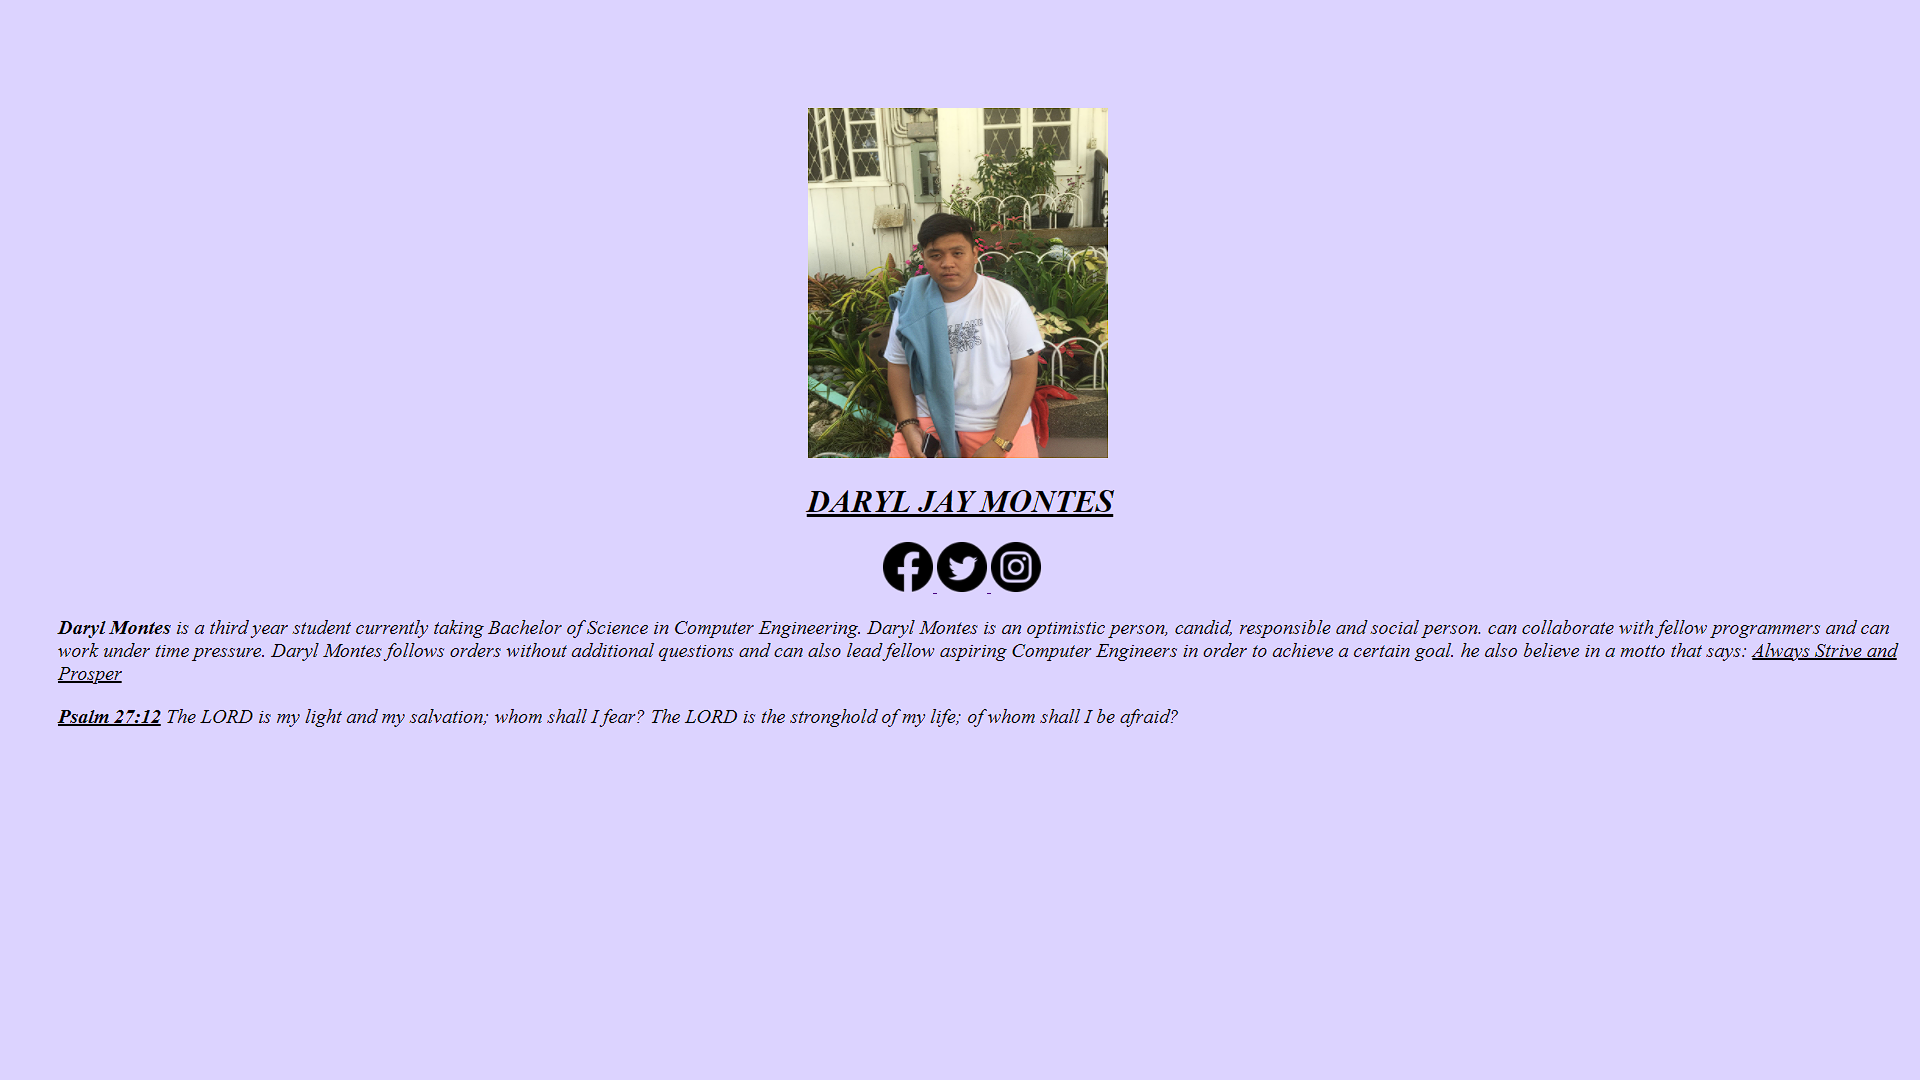 DARYL JAY MONTES
Daryl Montes is a third year student currently taking Bachelor of Science in Computer Engineering. Daryl Montes is an optimistic person, candid, responsible and social person. can collaborate with fellow programmers and can
work under time pressure. Daryl Montes follows orders without additional questions and can also lead fellow aspiring Computer Engineers in order to achieve a certain goal. he also believe in a motto that says: Always Strive and
Prosper
Psalm 27:12 The LORD is my light and my salvation; whom shall I fear? The LORD is the stronghold of my life; of whom shall I be afraid?